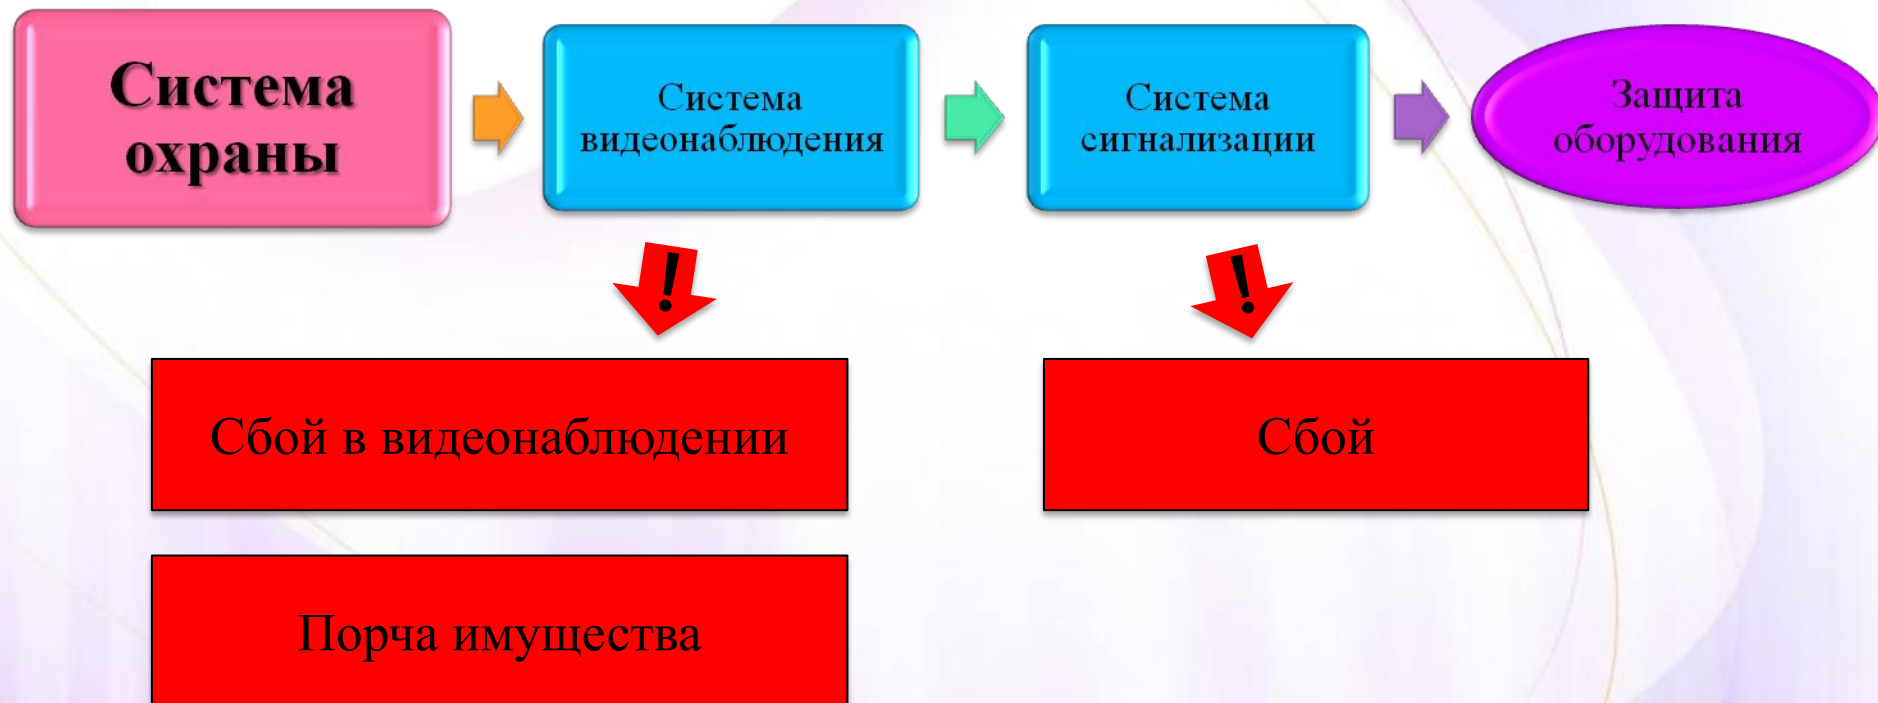 Система
охраны
Система
видеонаблюдения
Система
сигнализации
Защита
оборудования
!
!
Сбой в видеонаблюдении
Сбой
Порча имущества